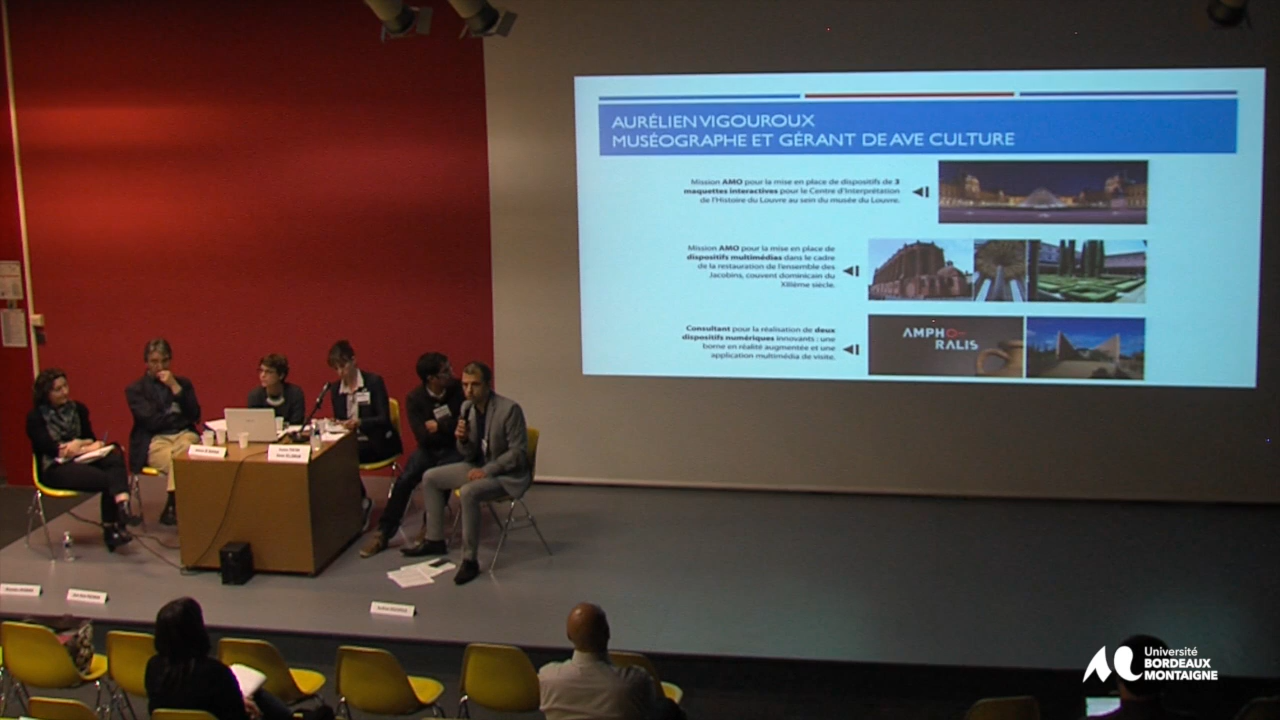 AURÉLIEN VIGOUROUX
MUSÉOGRAPHE ET GÉRANT DE AVE CULTURE
Mission AMO pour la mise en place de dispositifs de 3
maquettes interactives pour le Centre d'Interprétation
de l'Histoire du Louvre au sein du musée du Louvre.
Mission AMO pour la mise en place de
dispositifs multimédias dans le cadre
de la restauration de l'ensemble des
Jacobins, couvent dominicain du
XIIIème siècle.
Consultant pour la réalisation de deux
dispositifs numériques innovants : une
borne en réalité augmentée et une
application multimédia de visite.
AMPHO-
RALIS
Université
BORDEAUX
MONTAIGNE